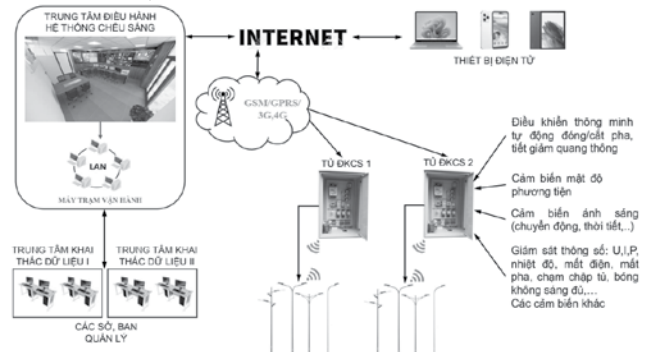 TRUNG TÂM ĐIỀU HÀNH
HỆ THỐNG CHIẾU SÁNG
LAN
MÁY TRẠM VẬN HÀNH
TRUNG TÂM KHAI
THÁC DỮ LIỆU I
TRUNG TÂM KHAI
THÁC DỮ LIỆU II
CÁC SỞ, BAN
QUẢN LÝ
INTERNET
THIẾT BỊ ĐIỆN TỬ
GSM/GPRS/
3G,4G
TỦ ĐKCS 1
TỦ ĐKCS 2
Điều khiển thông minh
tự động đóng/cắt pha,
tiết giảm quang thông
Cảm biến mật độ
phương tiện
Cảm biến ánh sáng
(chuyển động, thời tiết,..)
Giám sát thông số: U,I,P,
nhiệt độ, mất điện, mất
pha, chạm chập tủ, bóng
không sáng đủ,...
Các cảm biến khác